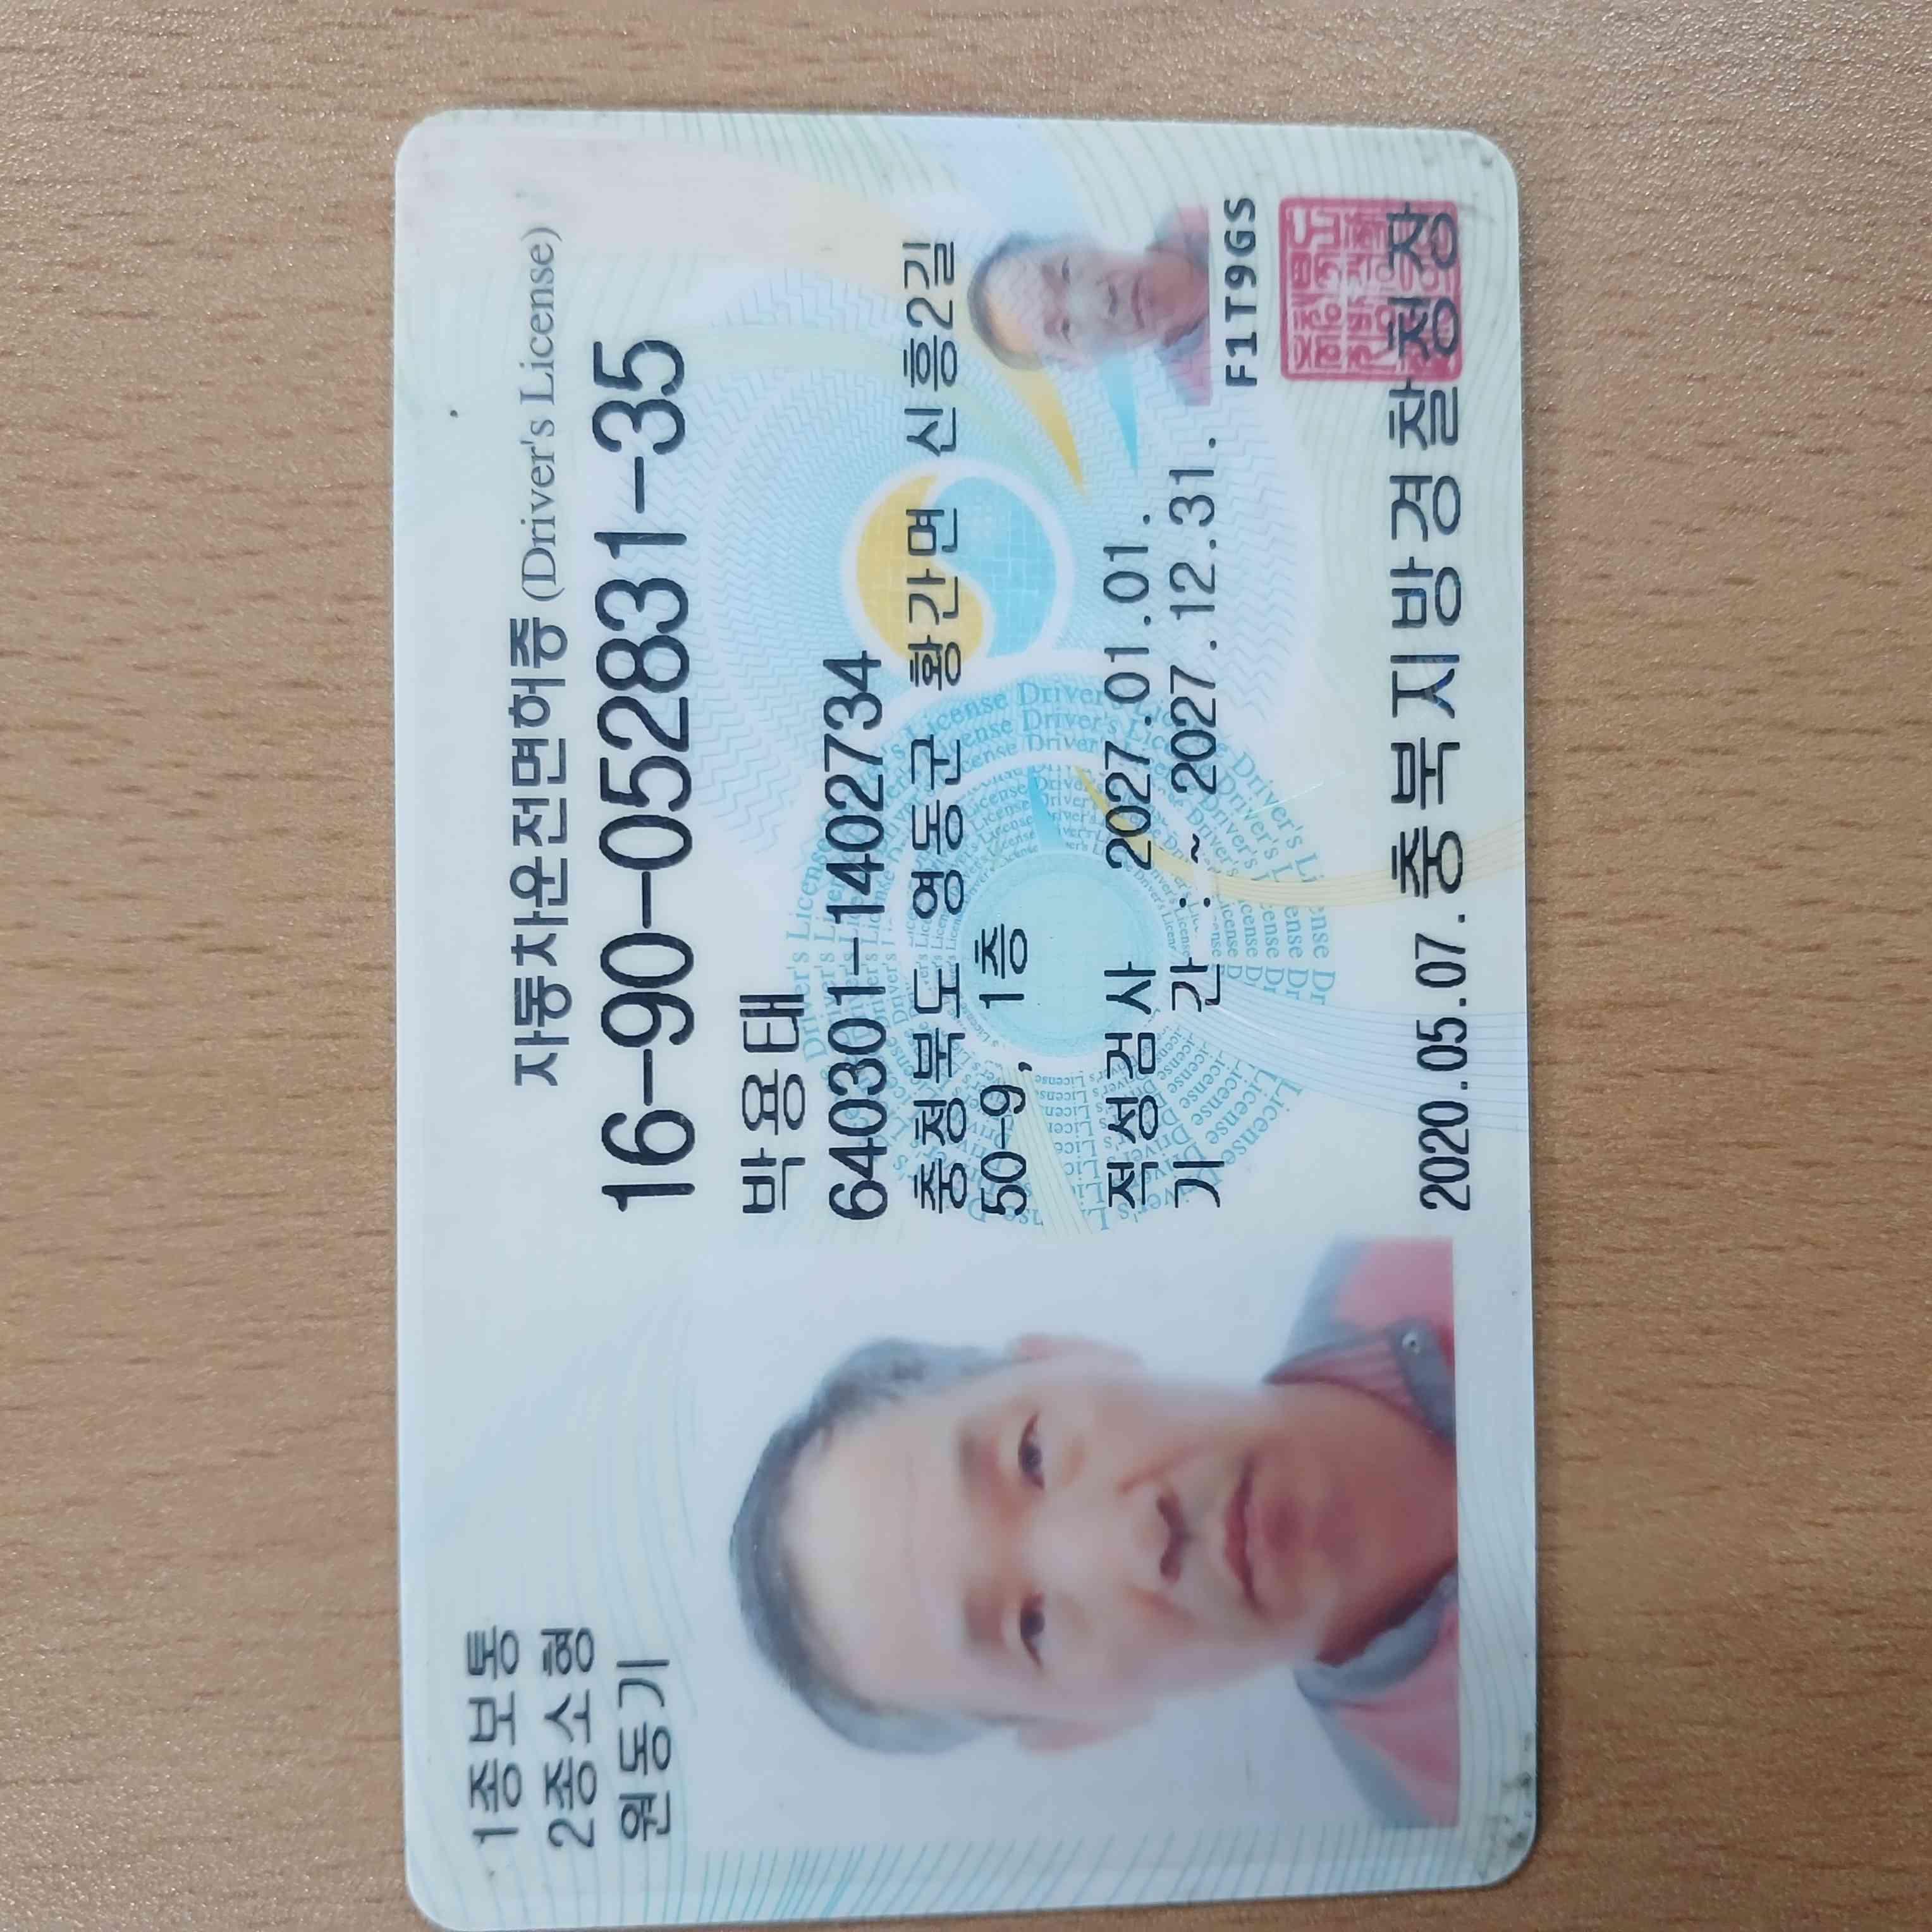 자동차운전면허증 (Driver's License)
1종보통
2종소형
원동기
16-90-052831-35
박용태
640301-1402734
충청북도 영동군 황간면 신흥2길
50-9, 1층
적성검사 2027.01.01.
기 간 : ~ 2027.12.31.
F1T9GS
2020.05.07. 충북지방경찰청장